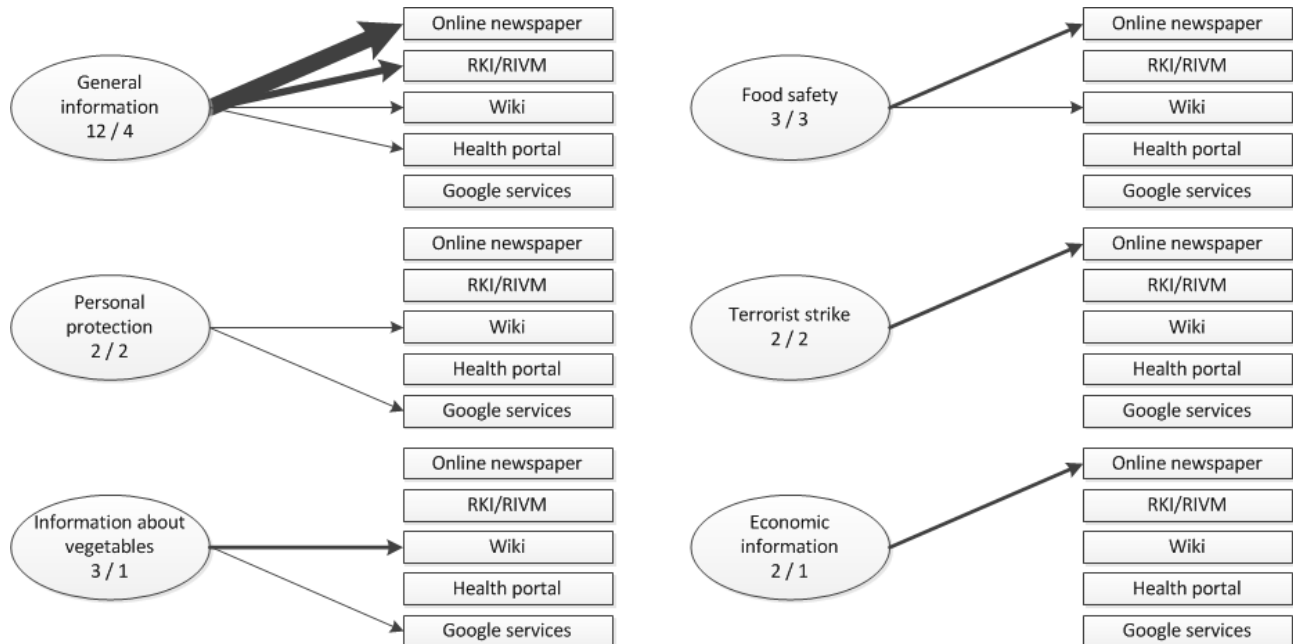 General
information
12 / 4
Online newspaper
RKI/RIVM
Wiki
Health portal
Google services
Food safety
3 / 3
Online newspaper
RKI/RIVM
Wiki
Health portal
Google services
Personal
protection
2 / 2
Online newspaper
RKI/RIVM
Wiki
Health portal
Google services
Terrorist strike
2 / 2
Online newspaper
RKI/RIVM
Wiki
Health portal
Google services
Information about
vegetables
3 / 1
Online newspaper
RKI/RIVM
Wiki
Health portal
Google services
Economic
information
2 / 1
Online newspaper
RKI/RIVM
Wiki
Health portal
Google services